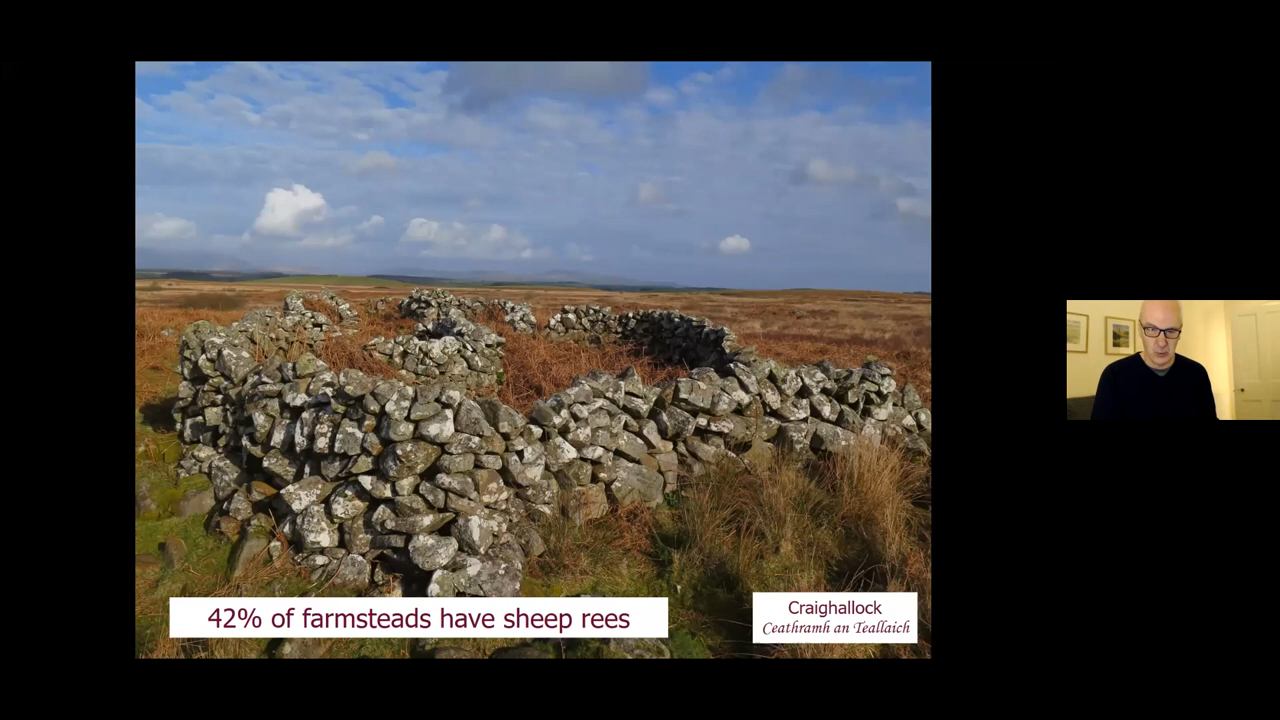 42% of farmsteads have sheep rees
Craighallock
Ceathramh an Teallaich